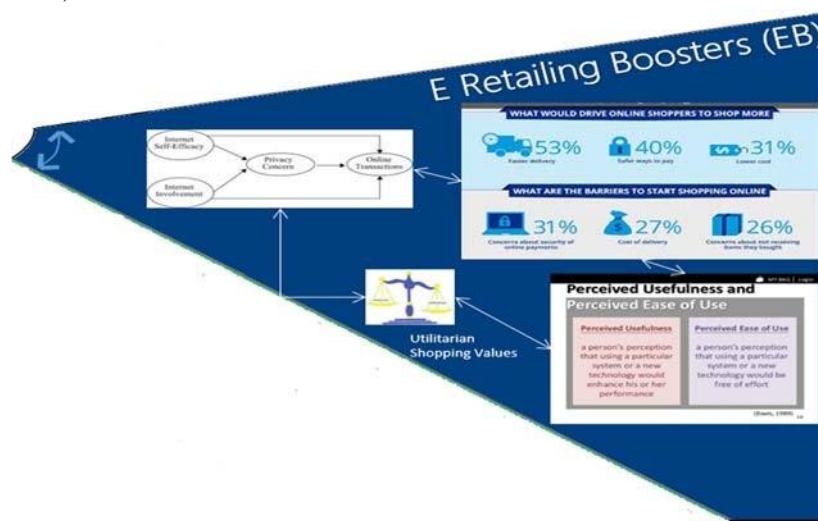 E Retailing Boosters (EB)
Internet
Self-Efficacy
Privacy
Concern
Online
Transactions
Internet
Involvement
WHAT WOULD DRIVE ONLINE SHOPPERS TO SHOP MORE
53%
Faster delivery
40%
Safer ways to pay
31%
Lower cost
WHAT ARE THE BARRIERS TO START SHOPPING ONLINE
31%
Concerns about security of
online payments
27%
Cost of delivery
26%
Concerns about not receiving
items they bought
Utilitarian
Shopping Values
Login
Perceived Usefulness and
Perceived Ease of Use
Perceived Usefulness
a person's perception
that using a particular
system or a new
technology would
enhance his or her
performance
Perceived Ease of Use
a person's perception
that using a particular
system or a new
technology would be
free of effort
(Davis, 1989)